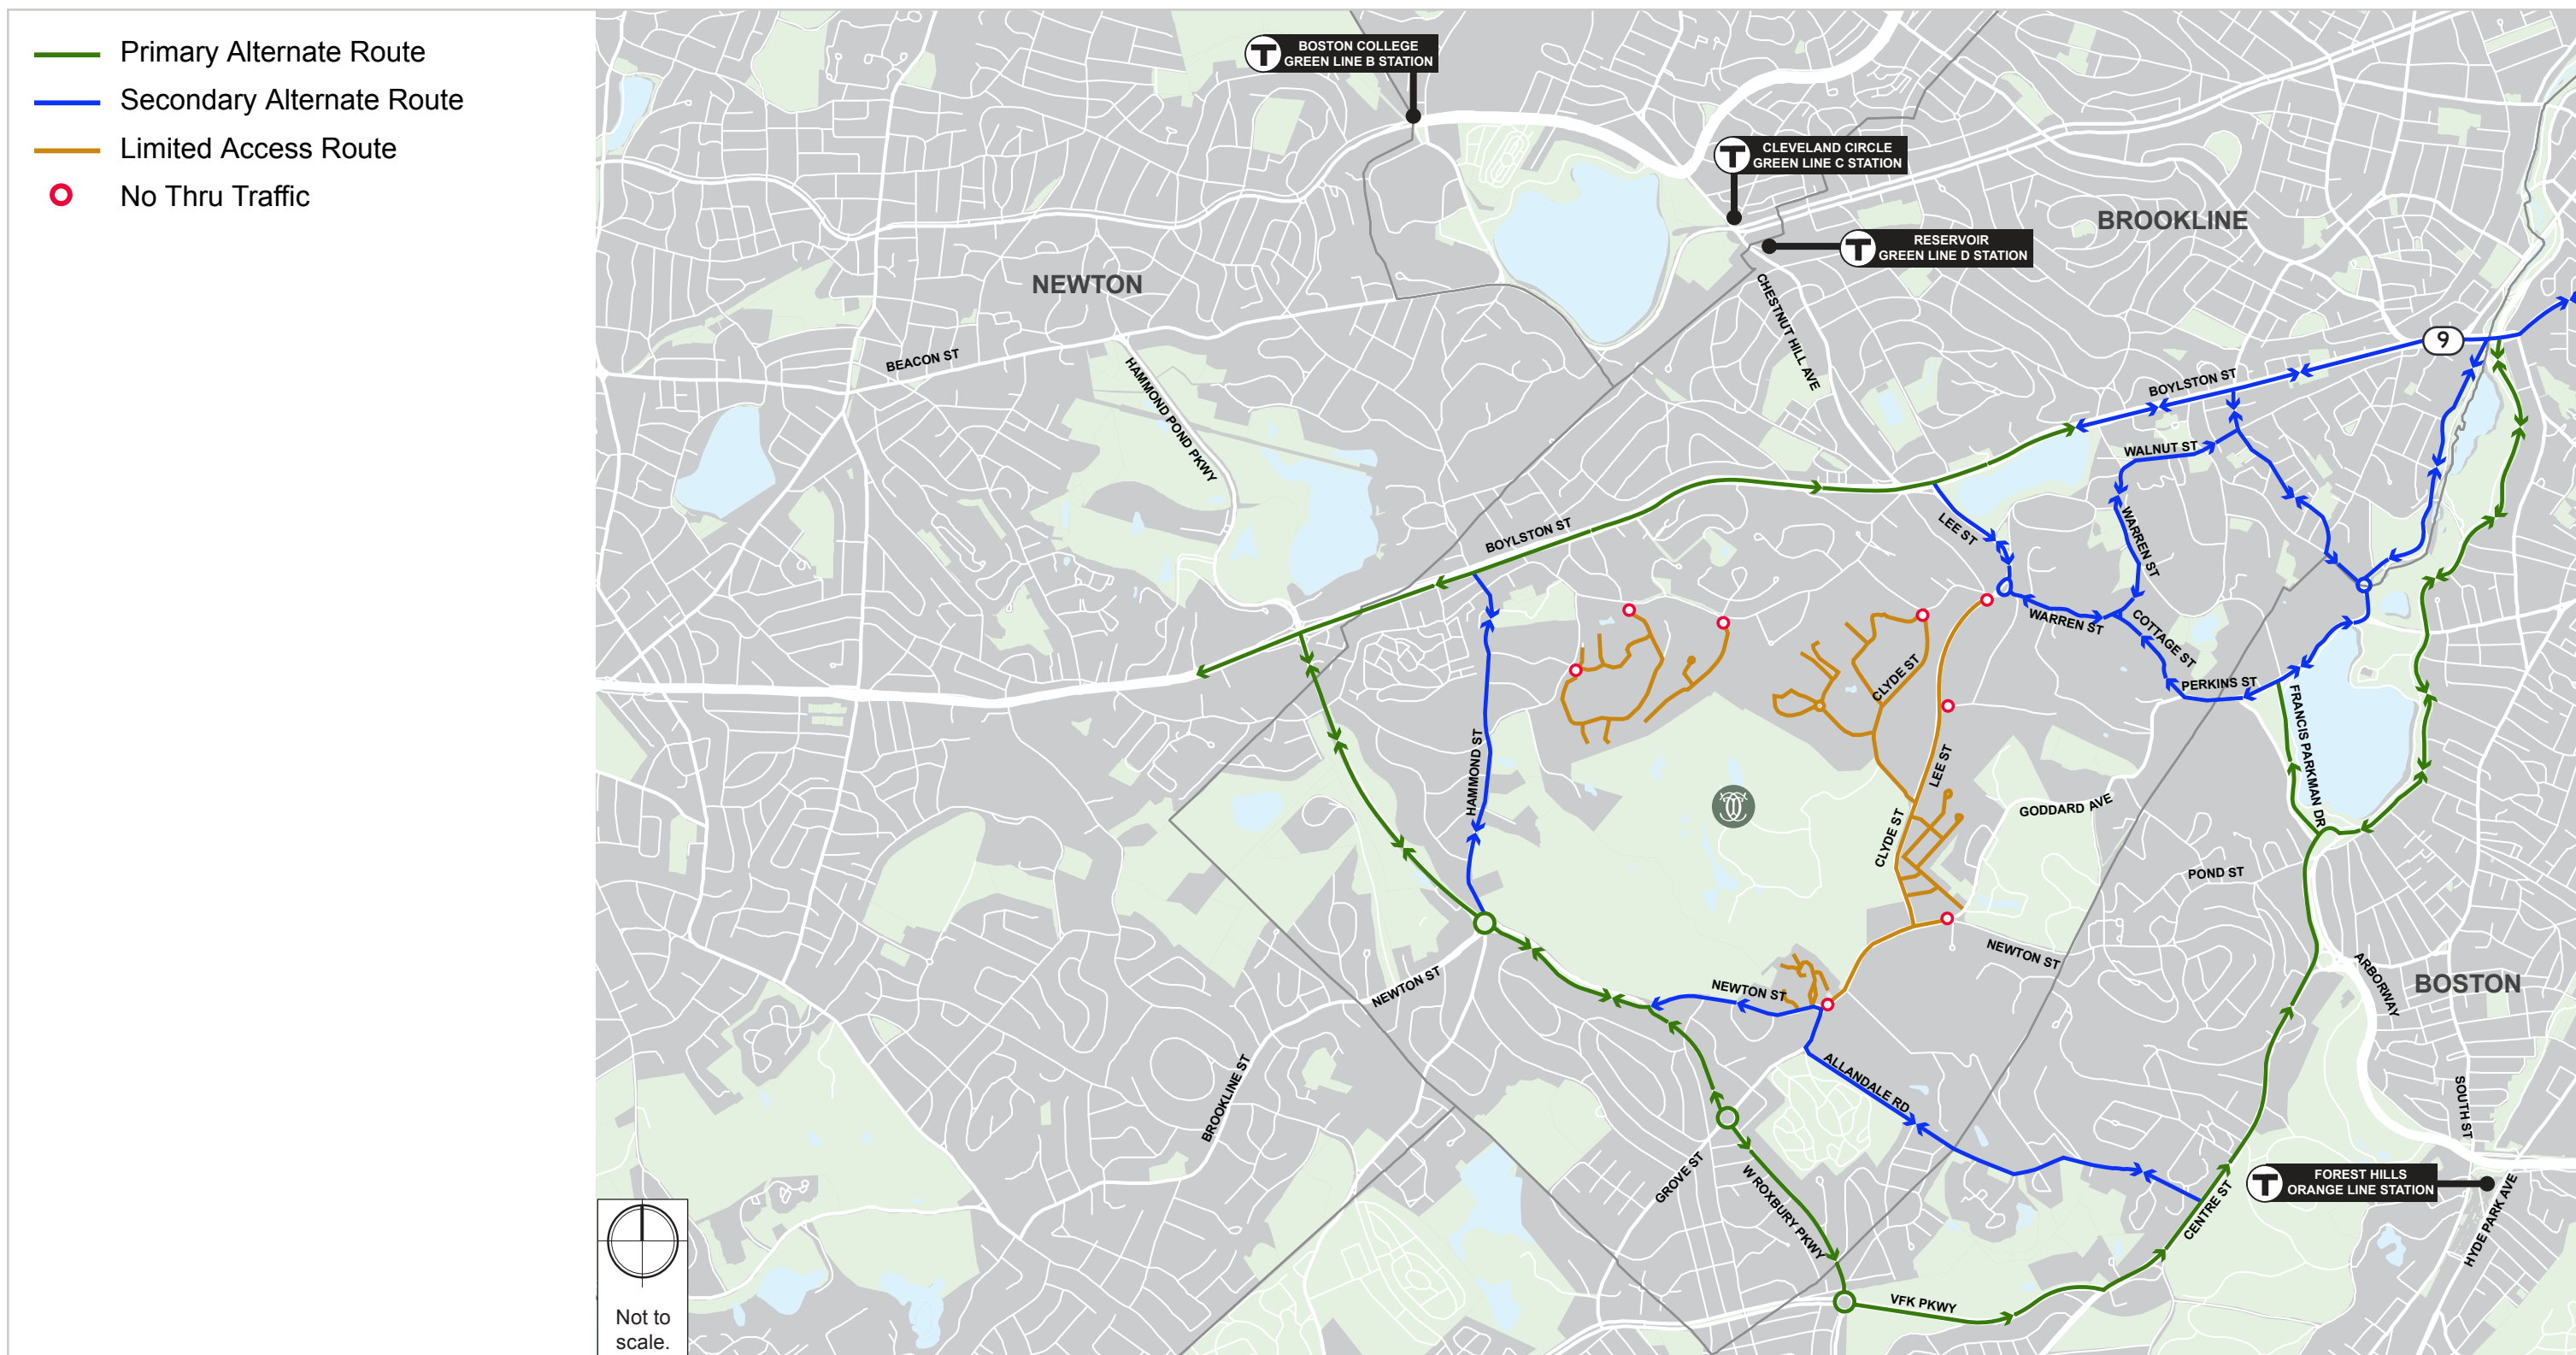 Primary Alternate Route
Secondary Alternate Route
Limited Access Route
No Thru Traffic
T
BOSTON COLLEGE
GREEN LINE B STATION
T
CLEVELAND CIRCLE
GREEN LINE C STATION
T
RESERVOIR
GREEN LINE D STATION
BROOKLINE
NEWTON
CHESTNUT HILL AVE
BEACON ST
HAMMOND POND PKWY
9
BOYLSTON ST
WALNUT ST
BOYLSTON ST
LEE ST
WARREN ST
WARREN ST
COTTAGE ST
PERKINS ST
CLYDE ST
FRANCIS PARKMAN DR
HAMMOND ST
LEE ST
GODDARD AVE
CLYDE ST
POND ST
NEWTON ST
ARBORWAY
BOSTON
NEWTON ST
NEWTON ST
ALLANDALE RD
BROOKLINE ST
SOUTH ST
GROVE ST
W ROXBURY PKWY
T
FOREST HILLS
ORANGE LINE STATION
CENTRE ST
HYDE PARK AVE
VFK PKWY
Not to
scale.